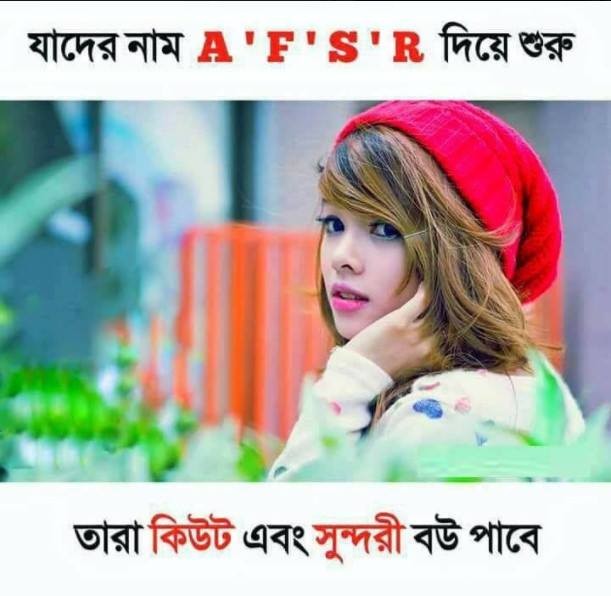 যাদের নাম A'F'S'R দিয়ে শুরু
তারা কিউট এবং সুন্দরী বউ পাবে